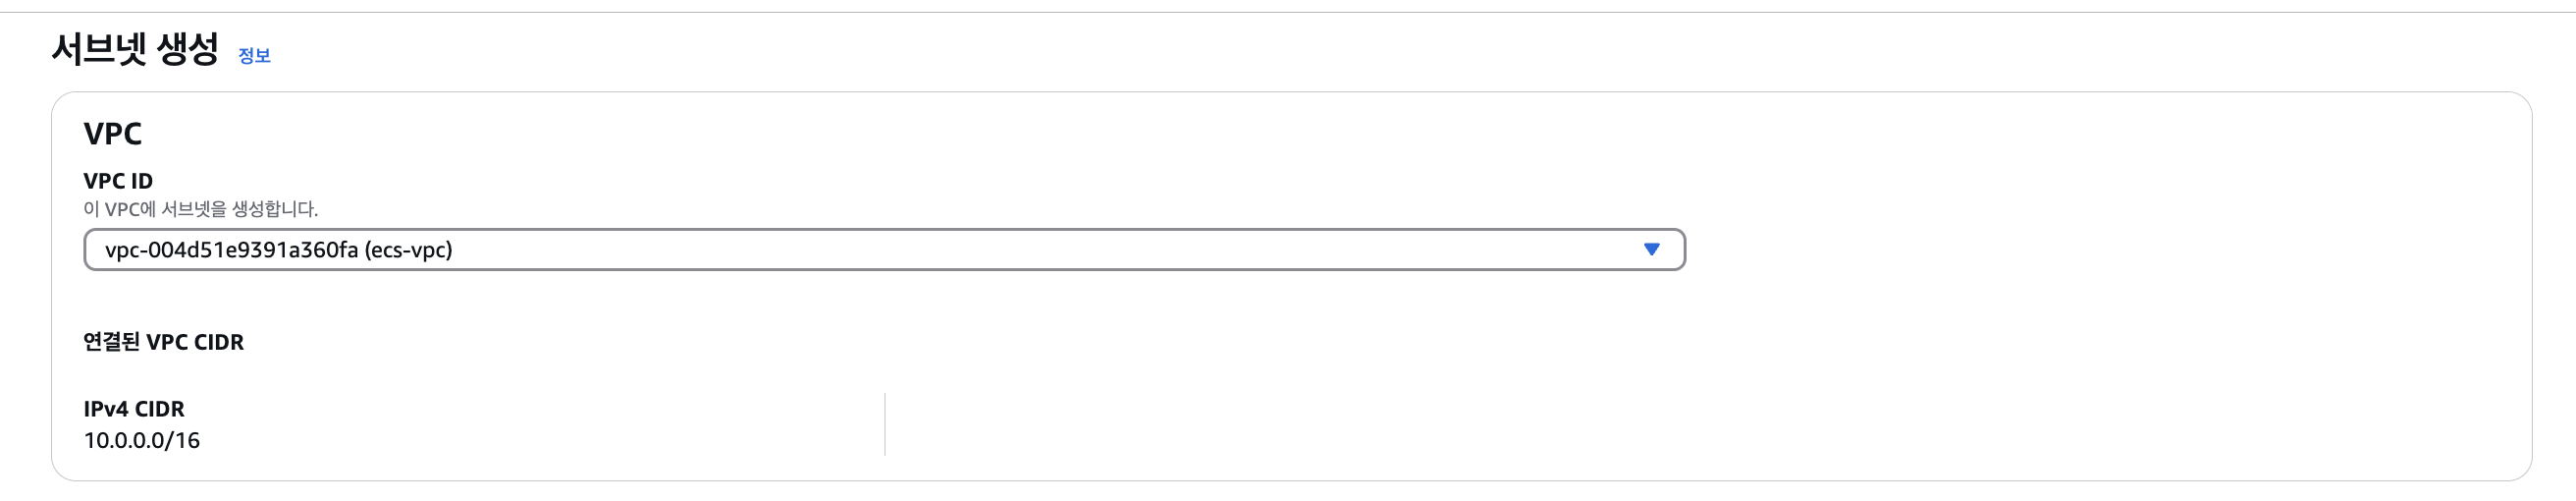 서브넷 생성 정보
VPC
VPC ID
이 VPC에 서브넷을 생성합니다.
vpc-004d51e9391a360fa (ecs-vpc)
연결된 VPC CIDR
IPv4 CIDR
10.0.0.0/16